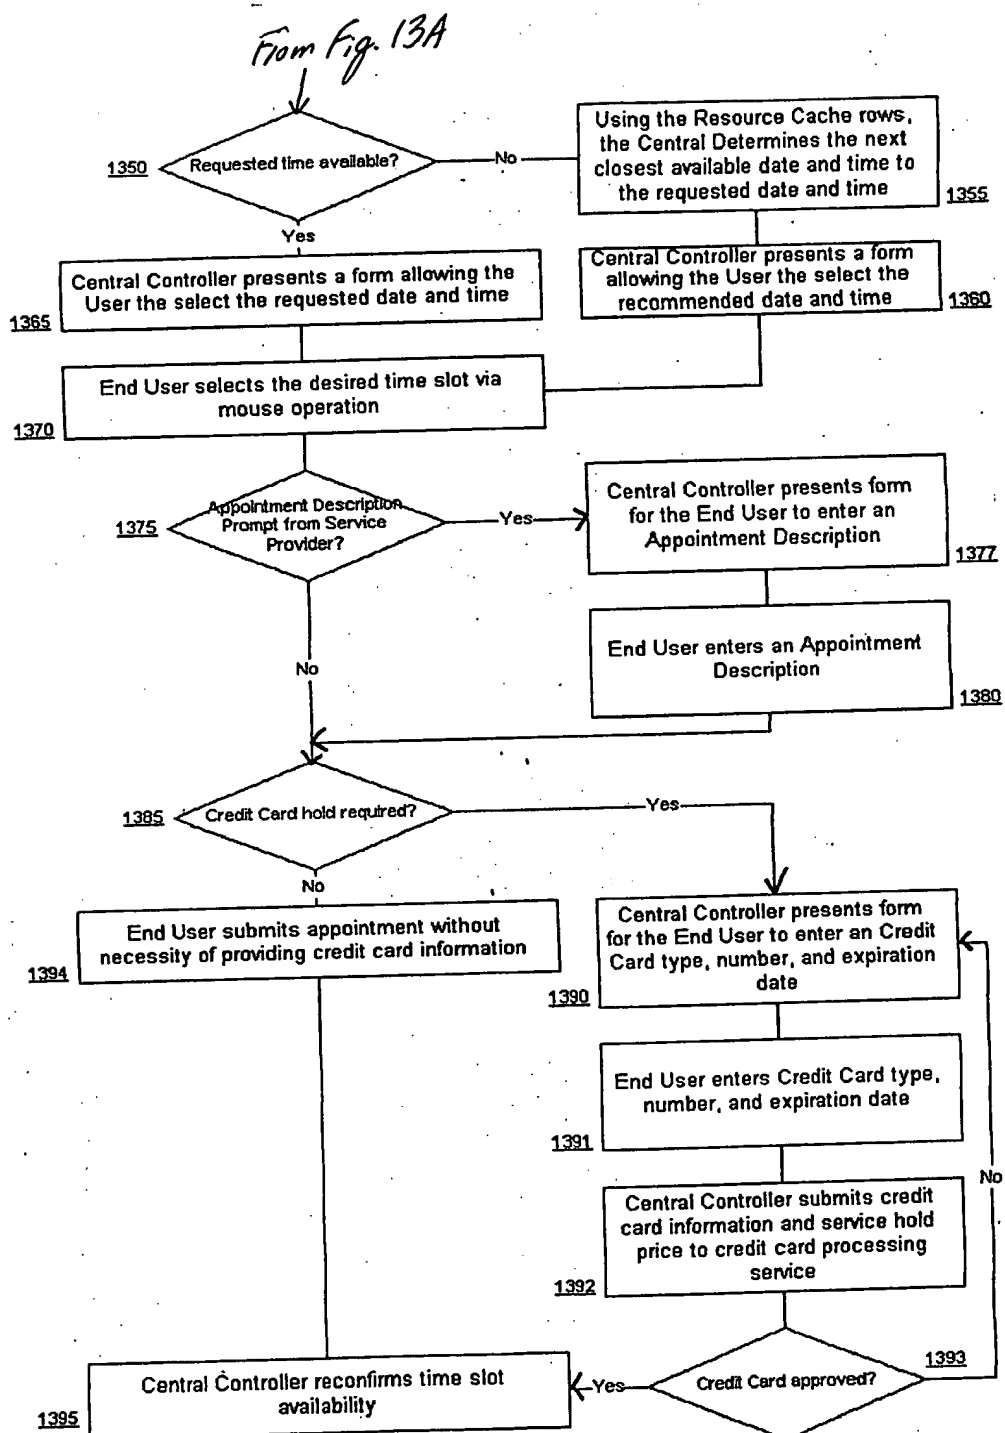 From Fig. 13A
1350
Requested time available?
No
Using the Resource Cache rows,
the Central Determines the next
closest available date and time to
the requested date and time
1355
Yes
Central Controller presents a form allowing the
User the select the requested date and time
1365
Central Controller presents a form
allowing the User the select the
recommended date and time
1360
End User selects the desired time slot via
mouse operation
1370
1375
Appointment Description
Prompt from Service
Provider?
Yes
Central Controller presents form
for the End User to enter an
Appointment Description
1377
End User enters an Appointment
Description
1380
No
1385
Credit Card hold required?
Yes
No
End User submits appointment without
necessity of providing credit card information
1394
Central Controller presents form
for the End User to enter an Credit
Card type, number, and expiration
date
1390
End User enters Credit Card type,
number, and expiration date
1391
No
Central Controller submits credit
card information and service hold
price to credit card processing
service
1392
1393
Credit Card approved?
Yes
Central Controller reconfirms time slot
availability
1395